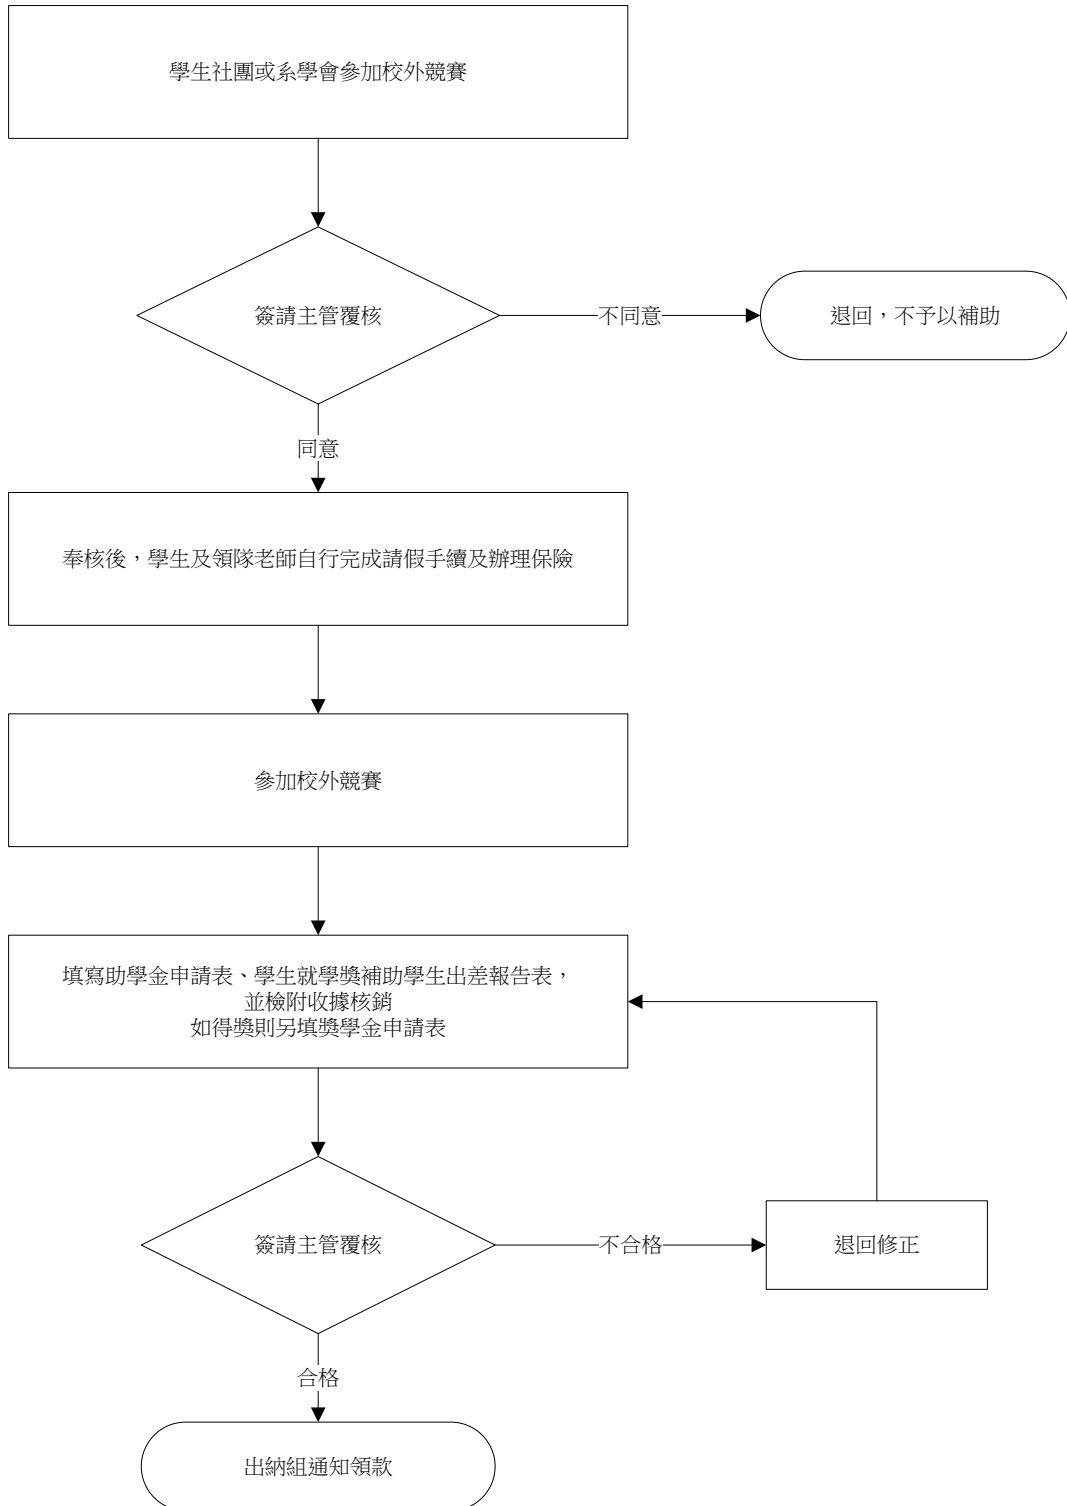 學生社團或系學會參加校外競賽
簽請主管覆核
不同意
退回，不予以補助
同意
奉核後，學生及領隊老師自行完成請假手續及辦理保險
參加校外競賽
填寫助學金申請表、學生就學獎補助學生出差報告表，
並檢附收據核銷
如得獎則另填獎學金申請表
簽請主管覆核
不合格
退回修正
合格
出納組通知領款